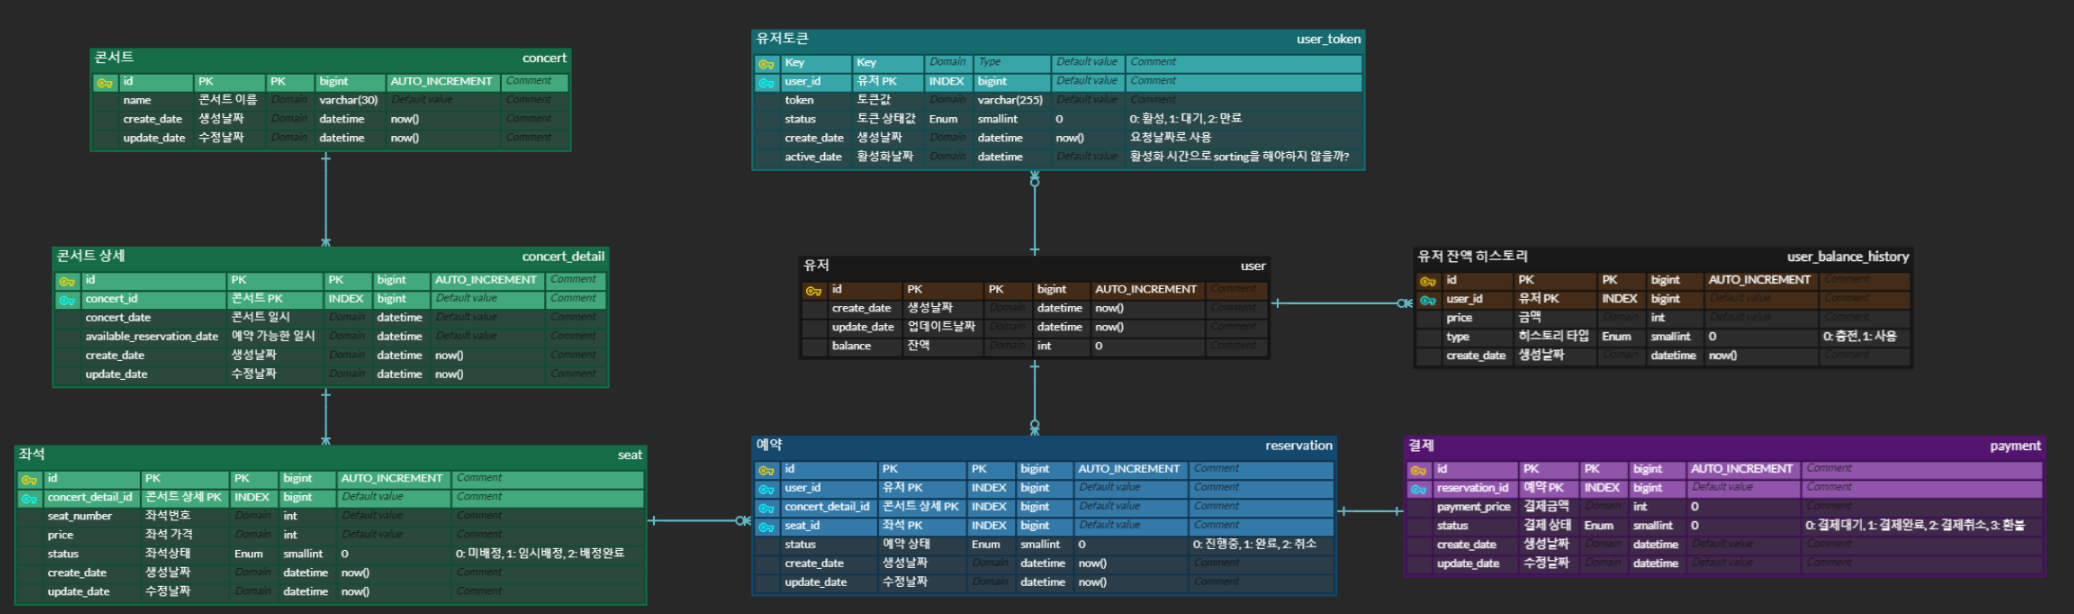 콘서트 concert
id PK PK bigint AUTO_INCREMENT Comment
name 콘서트 이름 Domain varchar(30) Default value Comment
create_date 생성날짜 Domain datetime now() Comment
update_date 수정날짜 Domain datetime now() Comment
유저토큰 user_token
Key Key Domain Type Default value Comment
user_id 유저 PK INDEX bigint Default value Comment
token 토큰값 Domain varchar(255) Default value Comment
status 토큰 상태값 Enum smallint 0 0: 활성, 1: 대기, 2: 만료
create_date 생성날짜 Domain datetime now() 요청날짜로 사용
active_date 활성화날짜 Domain datetime Default value 활성화 시간으로 sorting을 해야하지 않을까?
콘서트 상세 concert_detail
id PK PK bigint AUTO_INCREMENT Comment
concert_id 콘서트 PK INDEX bigint Default value Comment
concert_date 콘서트 일시 Domain datetime Default value Comment
available_reservation_date 예약 가능한 일시 Domain datetime Default value Comment
create_date 생성날짜 Domain datetime now() Comment
update_date 수정날짜 Domain datetime now() Comment
유저 user
id PK PK bigint AUTO_INCREMENT Comment
create_date 생성날짜 Domain datetime now() Comment
update_date 업데이트날짜 Domain datetime now() Comment
balance 잔액 Domain int 0 Comment
유저 잔액 히스토리 user_balance_history
id PK PK bigint AUTO_INCREMENT Comment
user_id 유저 PK INDEX bigint Default value Comment
price 금액 Domain int Default value Comment
type 히스토리 타입 Enum smallint 0 0: 충전, 1: 사용
create_date 생성날짜 Domain datetime now() Comment
좌석 seat
id PK PK bigint AUTO_INCREMENT Comment
concert_detail_id 콘서트 상세 PK INDEX bigint Default value Comment
seat_number 좌석번호 Domain int Default value Comment
price 좌석 가격 Domain int Default value Comment
status 좌석상태 Enum smallint 0 0: 미배정, 1: 임시배정, 2: 배정완료
create_date 생성날짜 Domain datetime now() Comment
update_date 수정날짜 Domain datetime now() Comment
예약 reservation
id PK PK bigint AUTO_INCREMENT Comment
user_id 유저 PK INDEX bigint Default value Comment
concert_detail_id 콘서트 상세 PK INDEX bigint Default value Comment
seat_id 좌석 PK INDEX bigint Default value Comment
status 예약 상태 Enum smallint 0 0: 진행중, 1: 완료, 2: 취소
create_date 생성날짜 Domain datetime now() Comment
update_date 수정날짜 Domain datetime now() Comment
결제 payment
id PK PK bigint AUTO_INCREMENT Comment
reservation_id 예약 PK INDEX bigint Default value Comment
payment_price 결제금액 Domain int 0 Comment
status 결제 상태 Enum smallint 0 0: 결제대기, 1: 결제완료, 2: 결제취소, 3: 환불
create_date 생성날짜 Domain datetime Default value Comment
update_date 수정날짜 Domain datetime Default value Comment